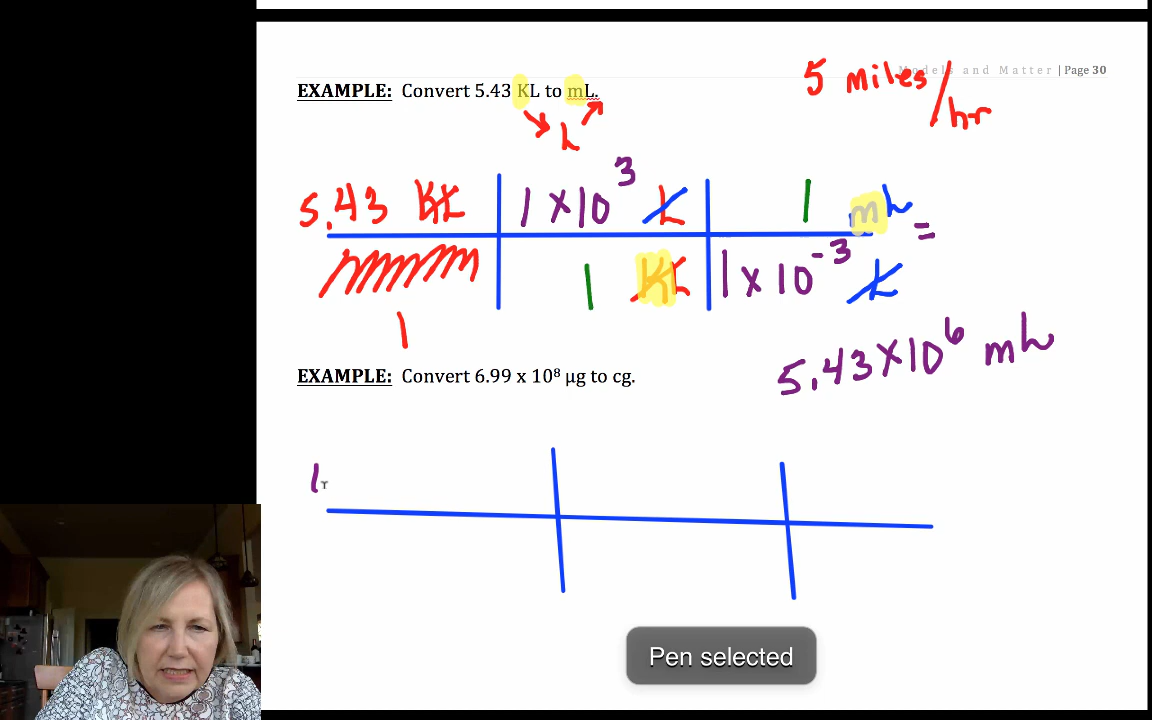 Models and Matter | Page 30
5 miles/hr
EXAMPLE: Convert 5.43 KL to mL.
L
5.43 KL 1 x 10³ L 1 mL =
1 KL 1 x 10⁻³ L
1
5.43 x 10⁶ mL
EXAMPLE: Convert 6.99 x 10⁸ µg to cg.
Pen selected